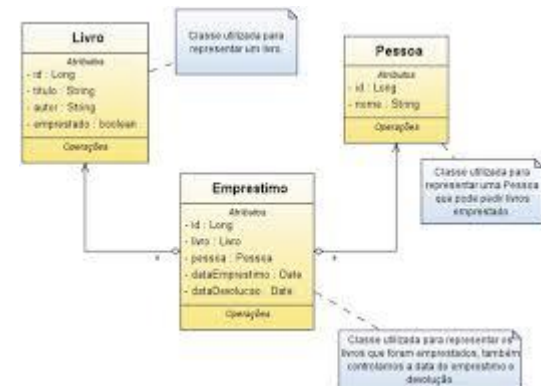 Livro
Atributos
- id : Long
- titulo : String
- autor : String
- emprestado : boolean
Operações
Classe utilizada para
representar um livro.
Pessoa
Atributos
- id : Long
- nome : String
Operações
Classe utilizada para
representar uma Pessoa
que pode pedir livros
emprestado.
Emprestimo
Atributos
- id : Long
- livro : Livro
- pessoa : Pessoa
- dataEmprestimo : Date
- dataDevolucao : Date
Operações
*
*
Classe utilizada para representar os
livros que foram emprestados, também
controlamos a data do emprestimo e
devolução